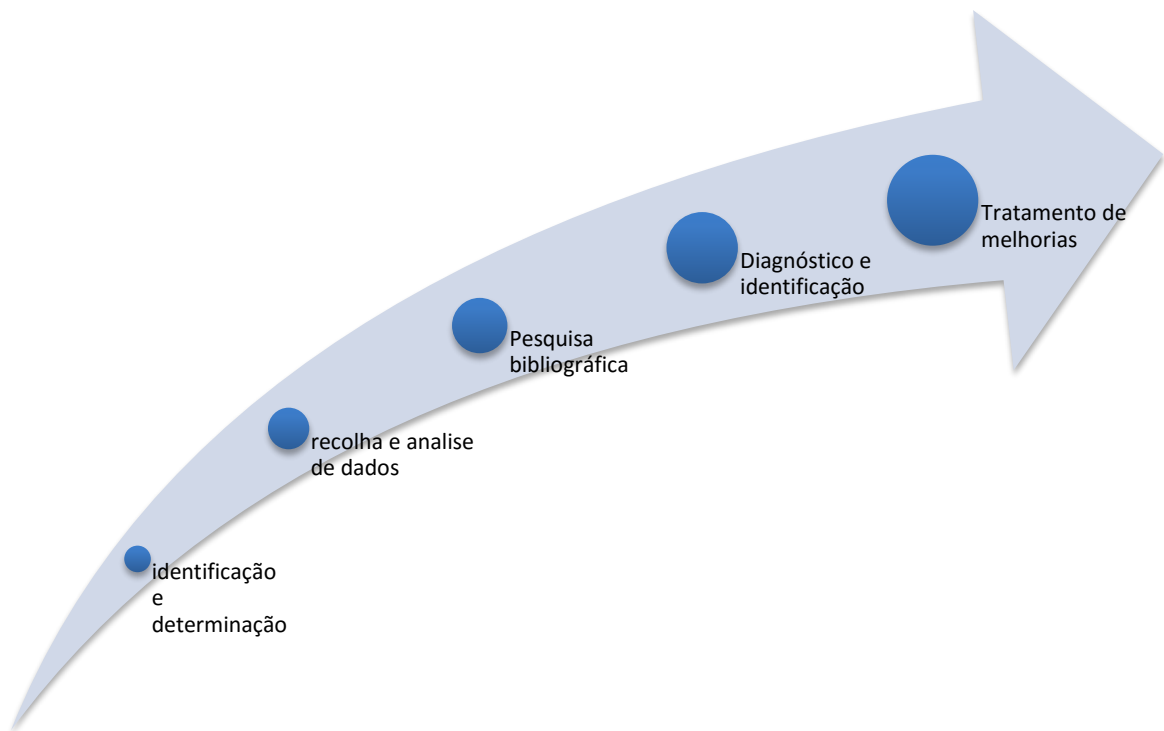 identificação
e
determinação
recolha e analise
de dados
Pesquisa
bibliográfica
Diagnóstico e
identificação
Tratamento de
melhorias